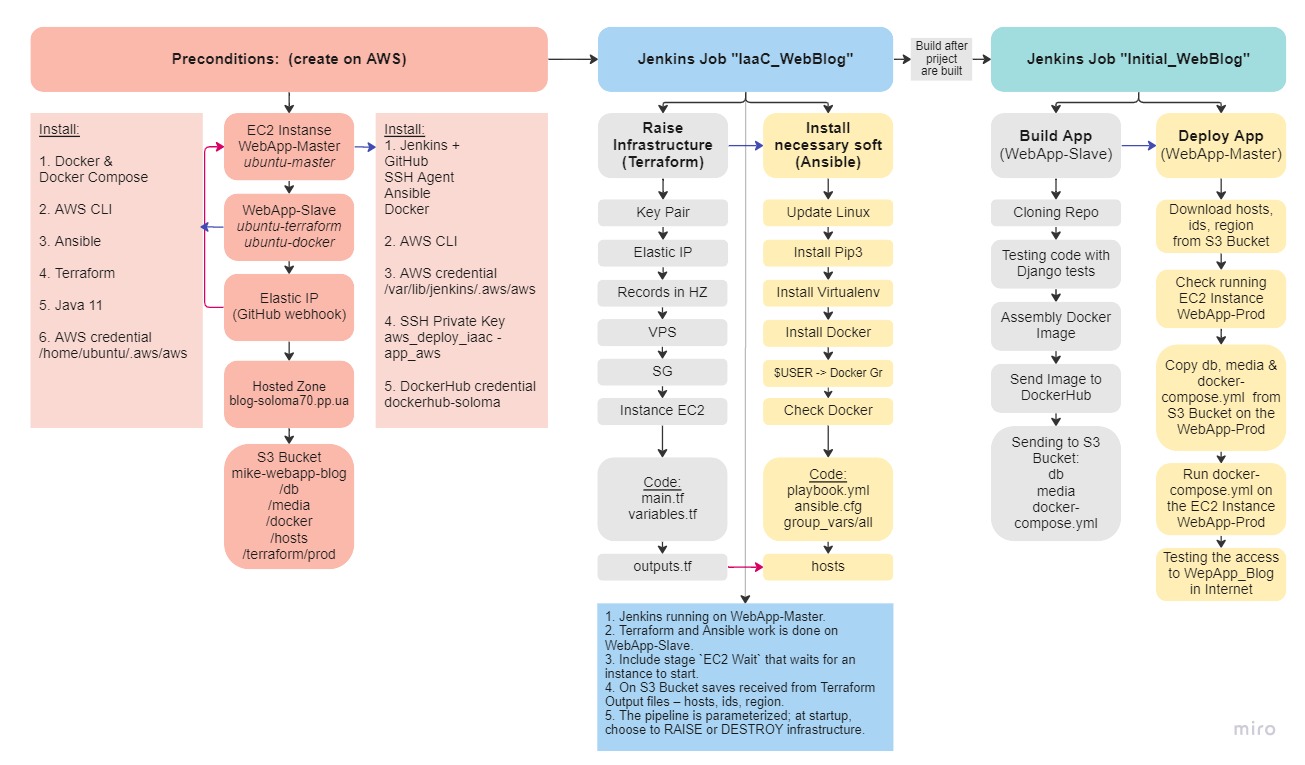 Preconditions:  (create on AWS)
Install:
1. Docker &
Docker Compose
2. AWS CLI
3. Ansible
4. Terraform
5. Java 11
6. AWS credential
/home/ubuntu/.aws/aws
EC2 Instanse
WebApp-Master
ubuntu-master
WebApp-Slave
ubuntu-terraform
ubuntu-docker
Elastic IP
(GitHub webhook)
Hosted Zone
blog-soloma70.pp.ua
S3 Bucket
mike-webapp-blog
/db
/media
/docker
/hosts
/terraform/prod
Install:
1. Jenkins +
GitHub
SSH Agent
Ansible
Docker
2. AWS CLI
3. AWS credential
/var/lib/jenkins/.aws/aws
4. SSH Private Key
aws_deploy_iaac -
app_aws
5. DockerHub credential
dockerhub-soloma
Jenkins Job "IaaC_WebBlog"
Raise
Infrastructure
(Terraform)
Key Pair
Elastic IP
Records in HZ
VPS
SG
Instance EC2
Code:
main.tf
variables.tf
outputs.tf
Install
necessary soft
(Ansible)
Update Linux
Install Pip3
Install Virtualenv
Install Docker
$USER -> Docker Gr
Check Docker
Code:
playbook.yml
ansible.cfg
group_vars/all
hosts
1. Jenkins running on WebApp-Master.
2. Terraform and Ansible work is done on
WebApp-Slave.
3. Include stage `EC2 Wait` that waits for an
instance to start.
4. On S3 Bucket saves received from Terraform
Output files – hosts, ids, region.
5. The pipeline is parameterized; at startup,
choose to RAISE or DESTROY infrastructure.
Build after
priject
are built
Jenkins Job "Initial_WebBlog"
Build App
(WebApp-Slave)
Cloning Repo
Testing code with
Django tests
Assembly Docker
Image
Send Image to
DockerHub
Sending to S3
Bucket:
db
media
docker-
compose.yml
Deploy App
(WebApp-Master)
Download hosts,
ids, region
from S3 Bucket
Check running
EC2 Instance
WebApp-Prod
Copy db, media &
docker-
compose.yml  from
S3 Bucket on the
WebApp-Prod
Run docker-
compose.yml on
the EC2 Instance
WebApp-Prod
Testing the access
to WepApp_Blog
in Internet
miro